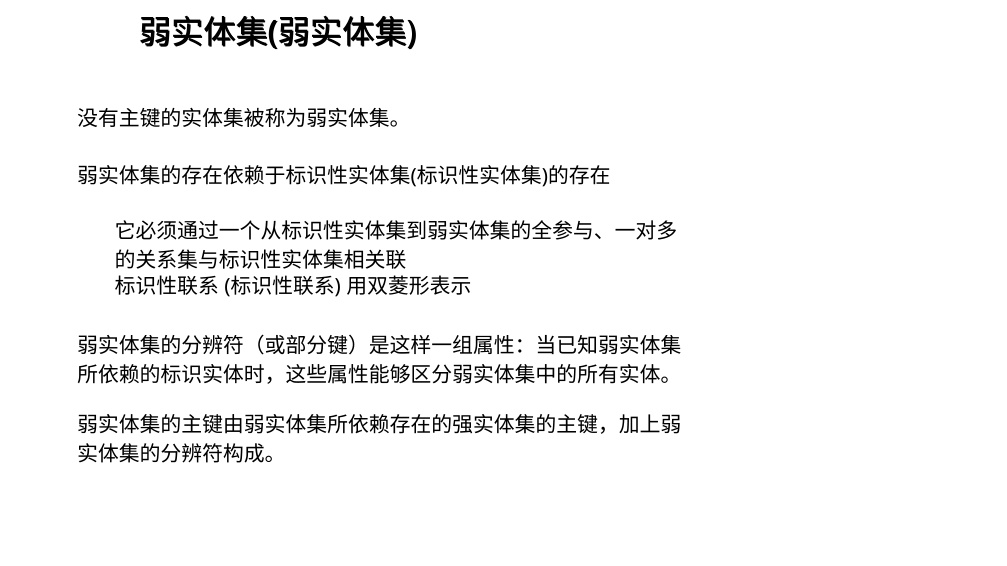 弱实体集(弱实体集)
没有主键的实体集被称为弱实体集。
弱实体集的存在依赖于标识性实体集(标识性实体集)的存在
它必须通过一个从标识性实体集到弱实体集的全参与、一对多
的关系集与标识性实体集相关联
标识性联系 (标识性联系) 用双菱形表示
弱实体集的分辨符（或部分键）是这样一组属性：当已知弱实体集
所依赖的标识实体时，这些属性能够区分弱实体集中的所有实体。
弱实体集的主键由弱实体集所依赖存在的强实体集的主键，加上弱
实体集的分辨符构成。